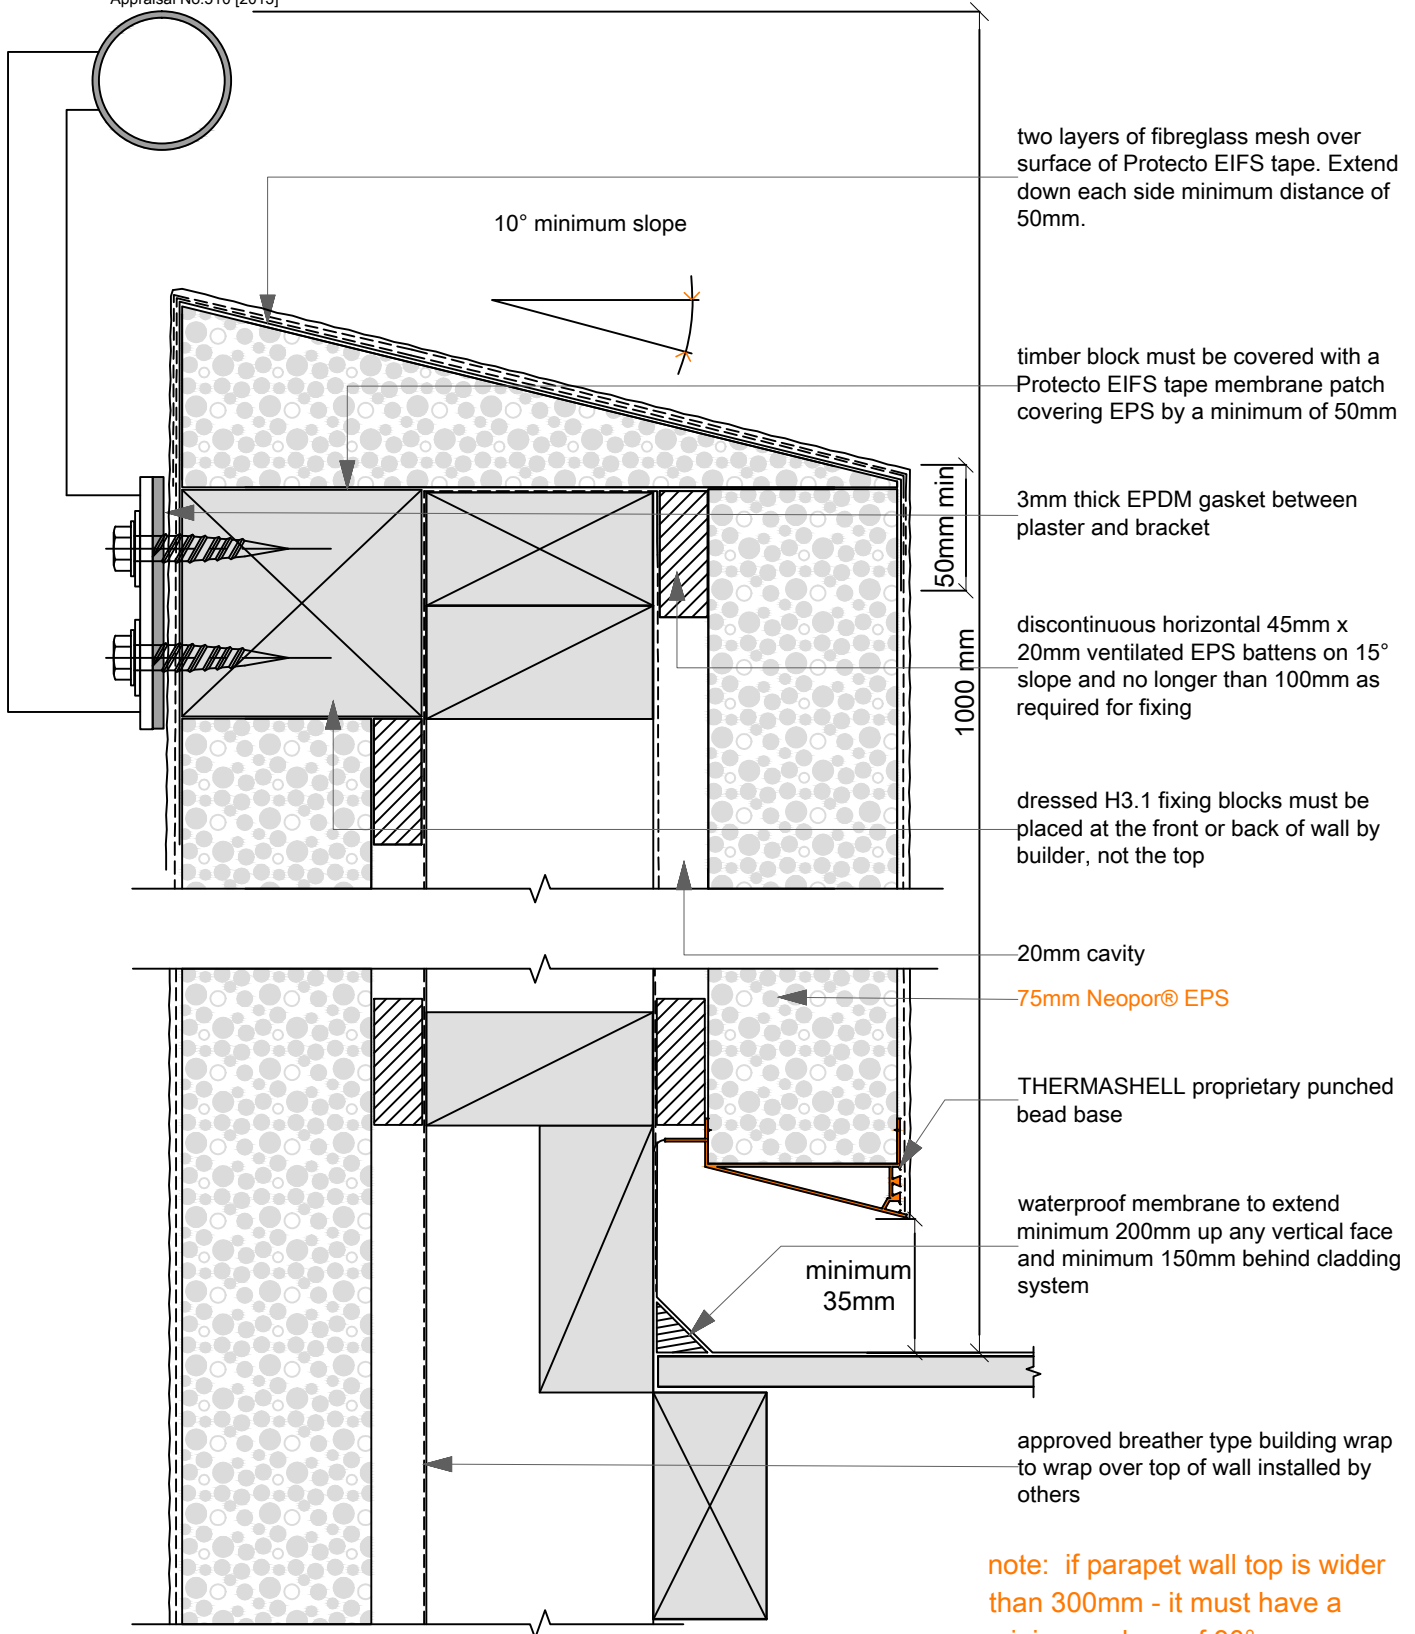 two layers of fibreglass mesh over
surface of Protecto EIFS tape. Extend
down each side minimum distance of
50mm.
10° minimum slope
timber block must be covered with a
Protecto EIFS tape membrane patch
covering EPS by a minimum of 50mm
50mm min
3mm thick EPDM gasket between
plaster and bracket
1000 mm
discontinuous horizontal 45mm x
20mm ventilated EPS battens on 15°
slope and no longer than 100mm as
required for fixing
dressed H3.1 fixing blocks must be
placed at the front or back of wall by
builder, not the top
20mm cavity
75mm Neopor® EPS
THERMASHELL proprietary punched
bead base
waterproof membrane to extend
minimum 200mm up any vertical face
and minimum 150mm behind cladding
system
minimum
35mm
approved breather type building wrap
to wrap over top of wall installed by
others
note: if parapet wall top is wider
than 300mm - it must have a